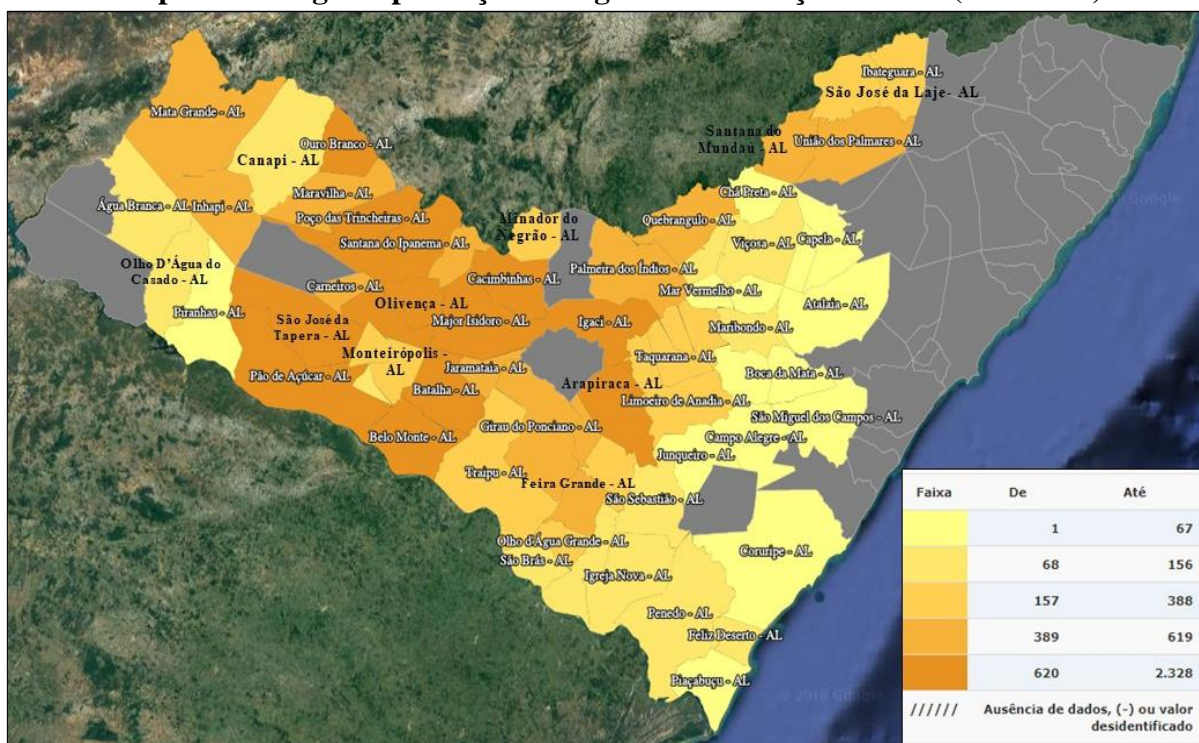 Mata Grande - AL
Canapi - AL
Ouro Branco - AL
Água Branca - AL
Inhapi - AL
Maravilha - AL
Poço das Trincheiras - AL
Santana do Ipanema - AL
Minador do
Negrão - AL
Cacimbinhas - AL
Olho D'Água do
Casado - AL
Carneiros - AL
Olivença - AL
Piranhas - AL
São José da
Tapera - AL
Major Isidoro - AL
Monteirópolis -
AL
Pão de Açúcar - AL
Jaramataia - AL
Batalha - AL
Belo Monte - AL
Ibateguara - AL
São José da Laje- AL
Santana do
Mundaú - AL
União dos Palmares - AL
Chã Preta - AL
Quebrangulo - AL
Viçosa - AL
Capela - AL
Palmeira dos Índios - AL
Mar Vermelho - AL
Atalaia - AL
Igaci - AL
Maribondo - AL
Taquarana - AL
Arapiraca - AL
Boca da Mata - AL
Limoeiro de Anadia - AL
São Miguel dos Campos - AL
Girau do Ponciano - AL
Campo Alegre - AL
Junqueiro - AL
Traipu - AL
Feira Grande - AL
São Sebastião - AL
Olho d'Água Grande - AL
São Brás - AL
Coruripe - AL
Igreja Nova - AL
Penedo - AL
Feliz Deserto - AL
Piaçabuçu - AL
Faixa De Até
1 67
68 156
157 388
389 619
620 2.328
////// Ausência de dados, (-) ou valor
desidentificado